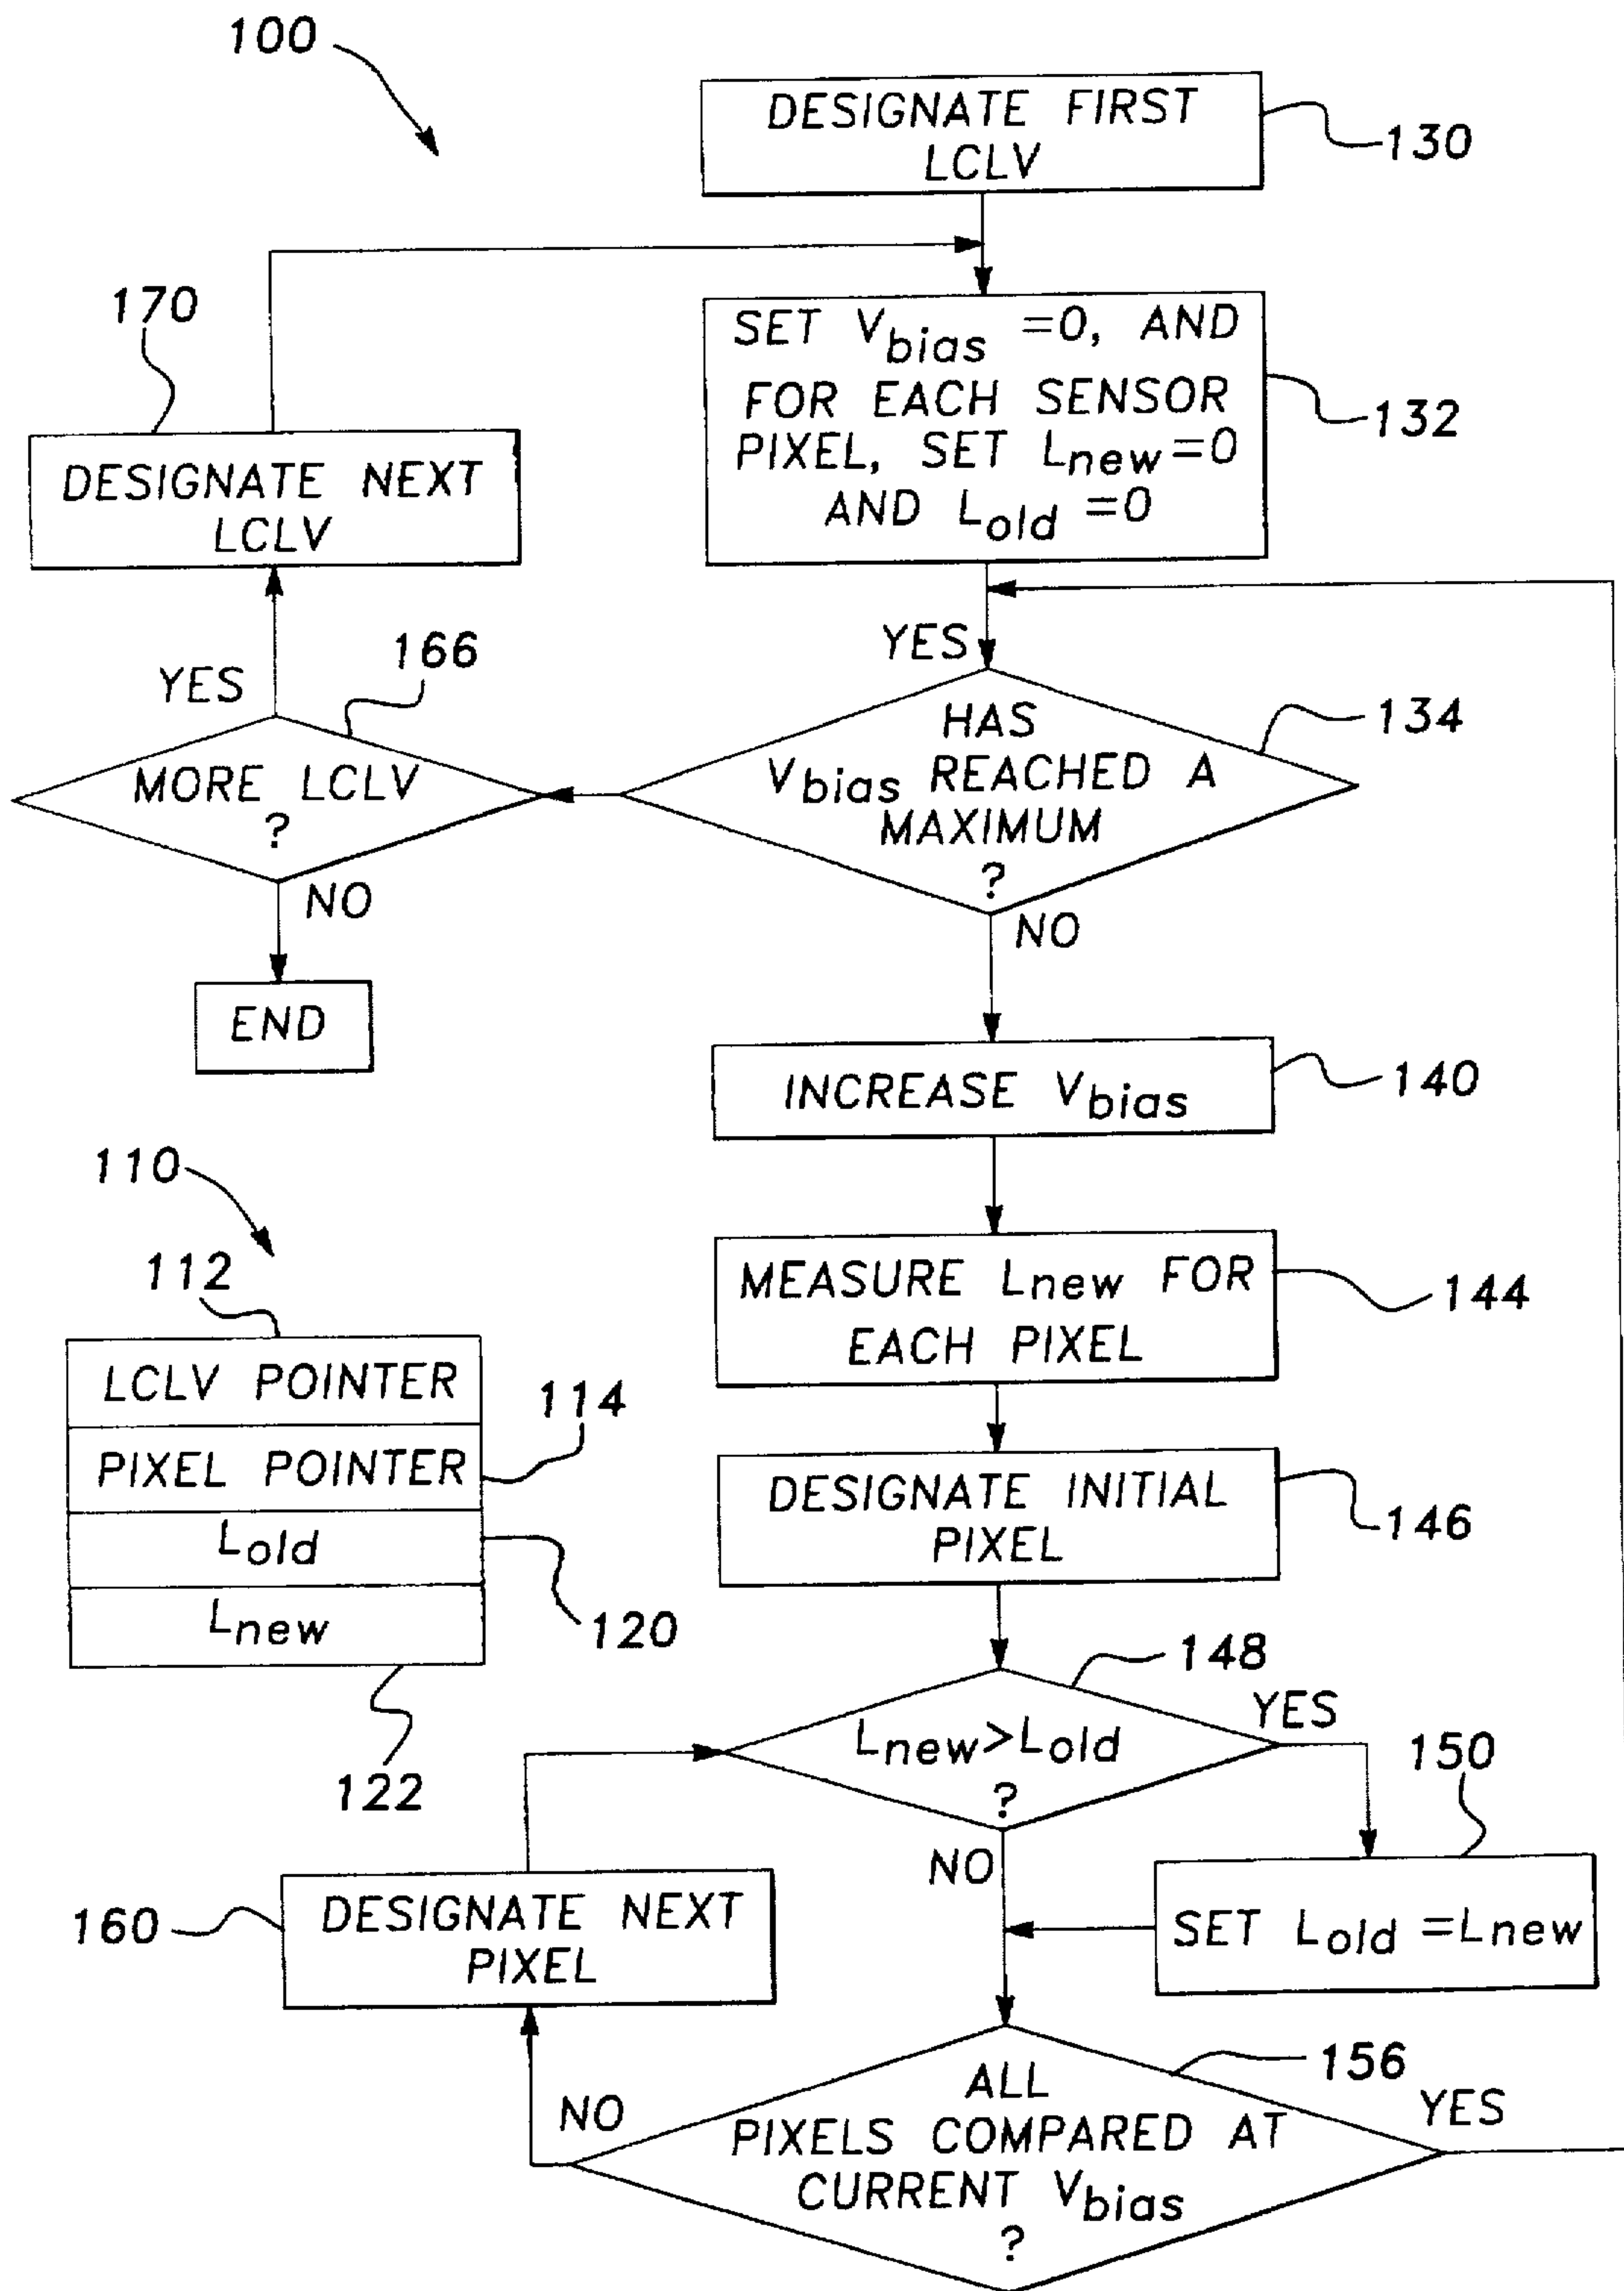 100
DESIGNATE FIRST
LCLV
130
170
SET Vbias =0, AND
FOR EACH SENSOR
PIXEL, SET Lnew=0
AND Lold =0
132
DESIGNATE NEXT
LCLV
YES
166
YES
HAS
Vbias REACHED A
MAXIMUM
?
134
MORE LCLV
?
NO
NO
END
INCREASE Vbias
140
110
112
MEASURE Lnew FOR
EACH PIXEL
144
LCLV POINTER
114
PIXEL POINTER
Lold
120
Lnew
122
DESIGNATE INITIAL
PIXEL
146
148
Lnew>Lold
?
YES
150
NO
SET Lold =Lnew
160
DESIGNATE NEXT
PIXEL
156
NO
ALL
PIXELS COMPARED AT
CURRENT Vbias
?
YES